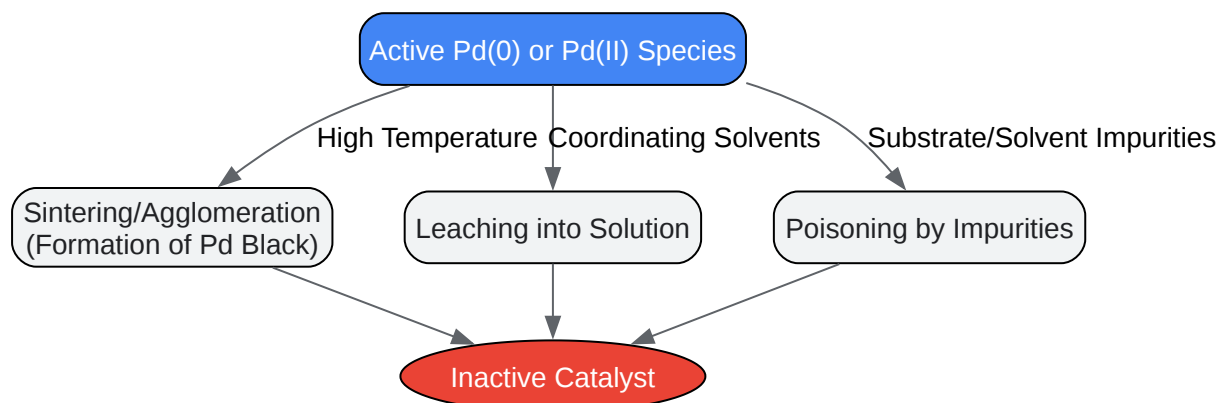 Active Pd(0) or Pd(II) Species
High Temperature
Coordinating Solvents
Substrate/Solvent Impurities
Sintering/Agglomeration
(Formation of Pd Black)
Leaching into Solution
Poisoning by Impurities
Inactive Catalyst